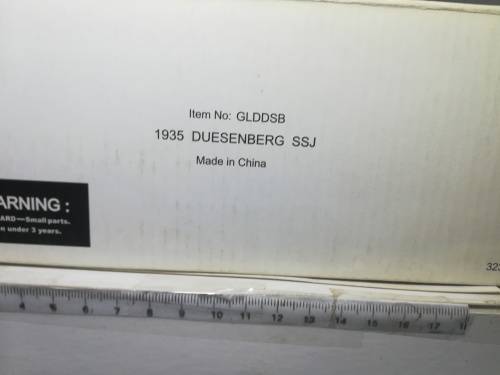 Item No: GLDDSB
1935 DUESENBERG SSJ
Made in China
ARNING :
ARD—Small parts.
n under 3 years.
32
4 5 6 7 8 9 10 11 12 13 14 15 16 17